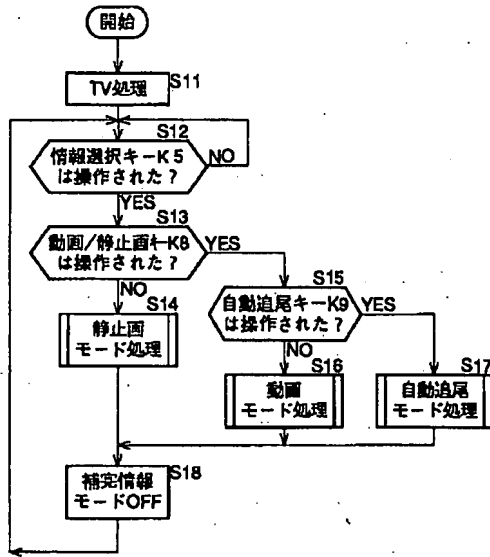 開始
S11
TV処理
S12
情報選択キーK5
は操作された?
NO
YES
S13
動画/静止画キーK8
は操作された?
YES
NO
S14
静止画
モード処理
S15
自動追尾キーK9
は操作された?
YES
NO
S16
動画
モード処理
S17
自動追尾
モード処理
S18
補完情報
モードOFF